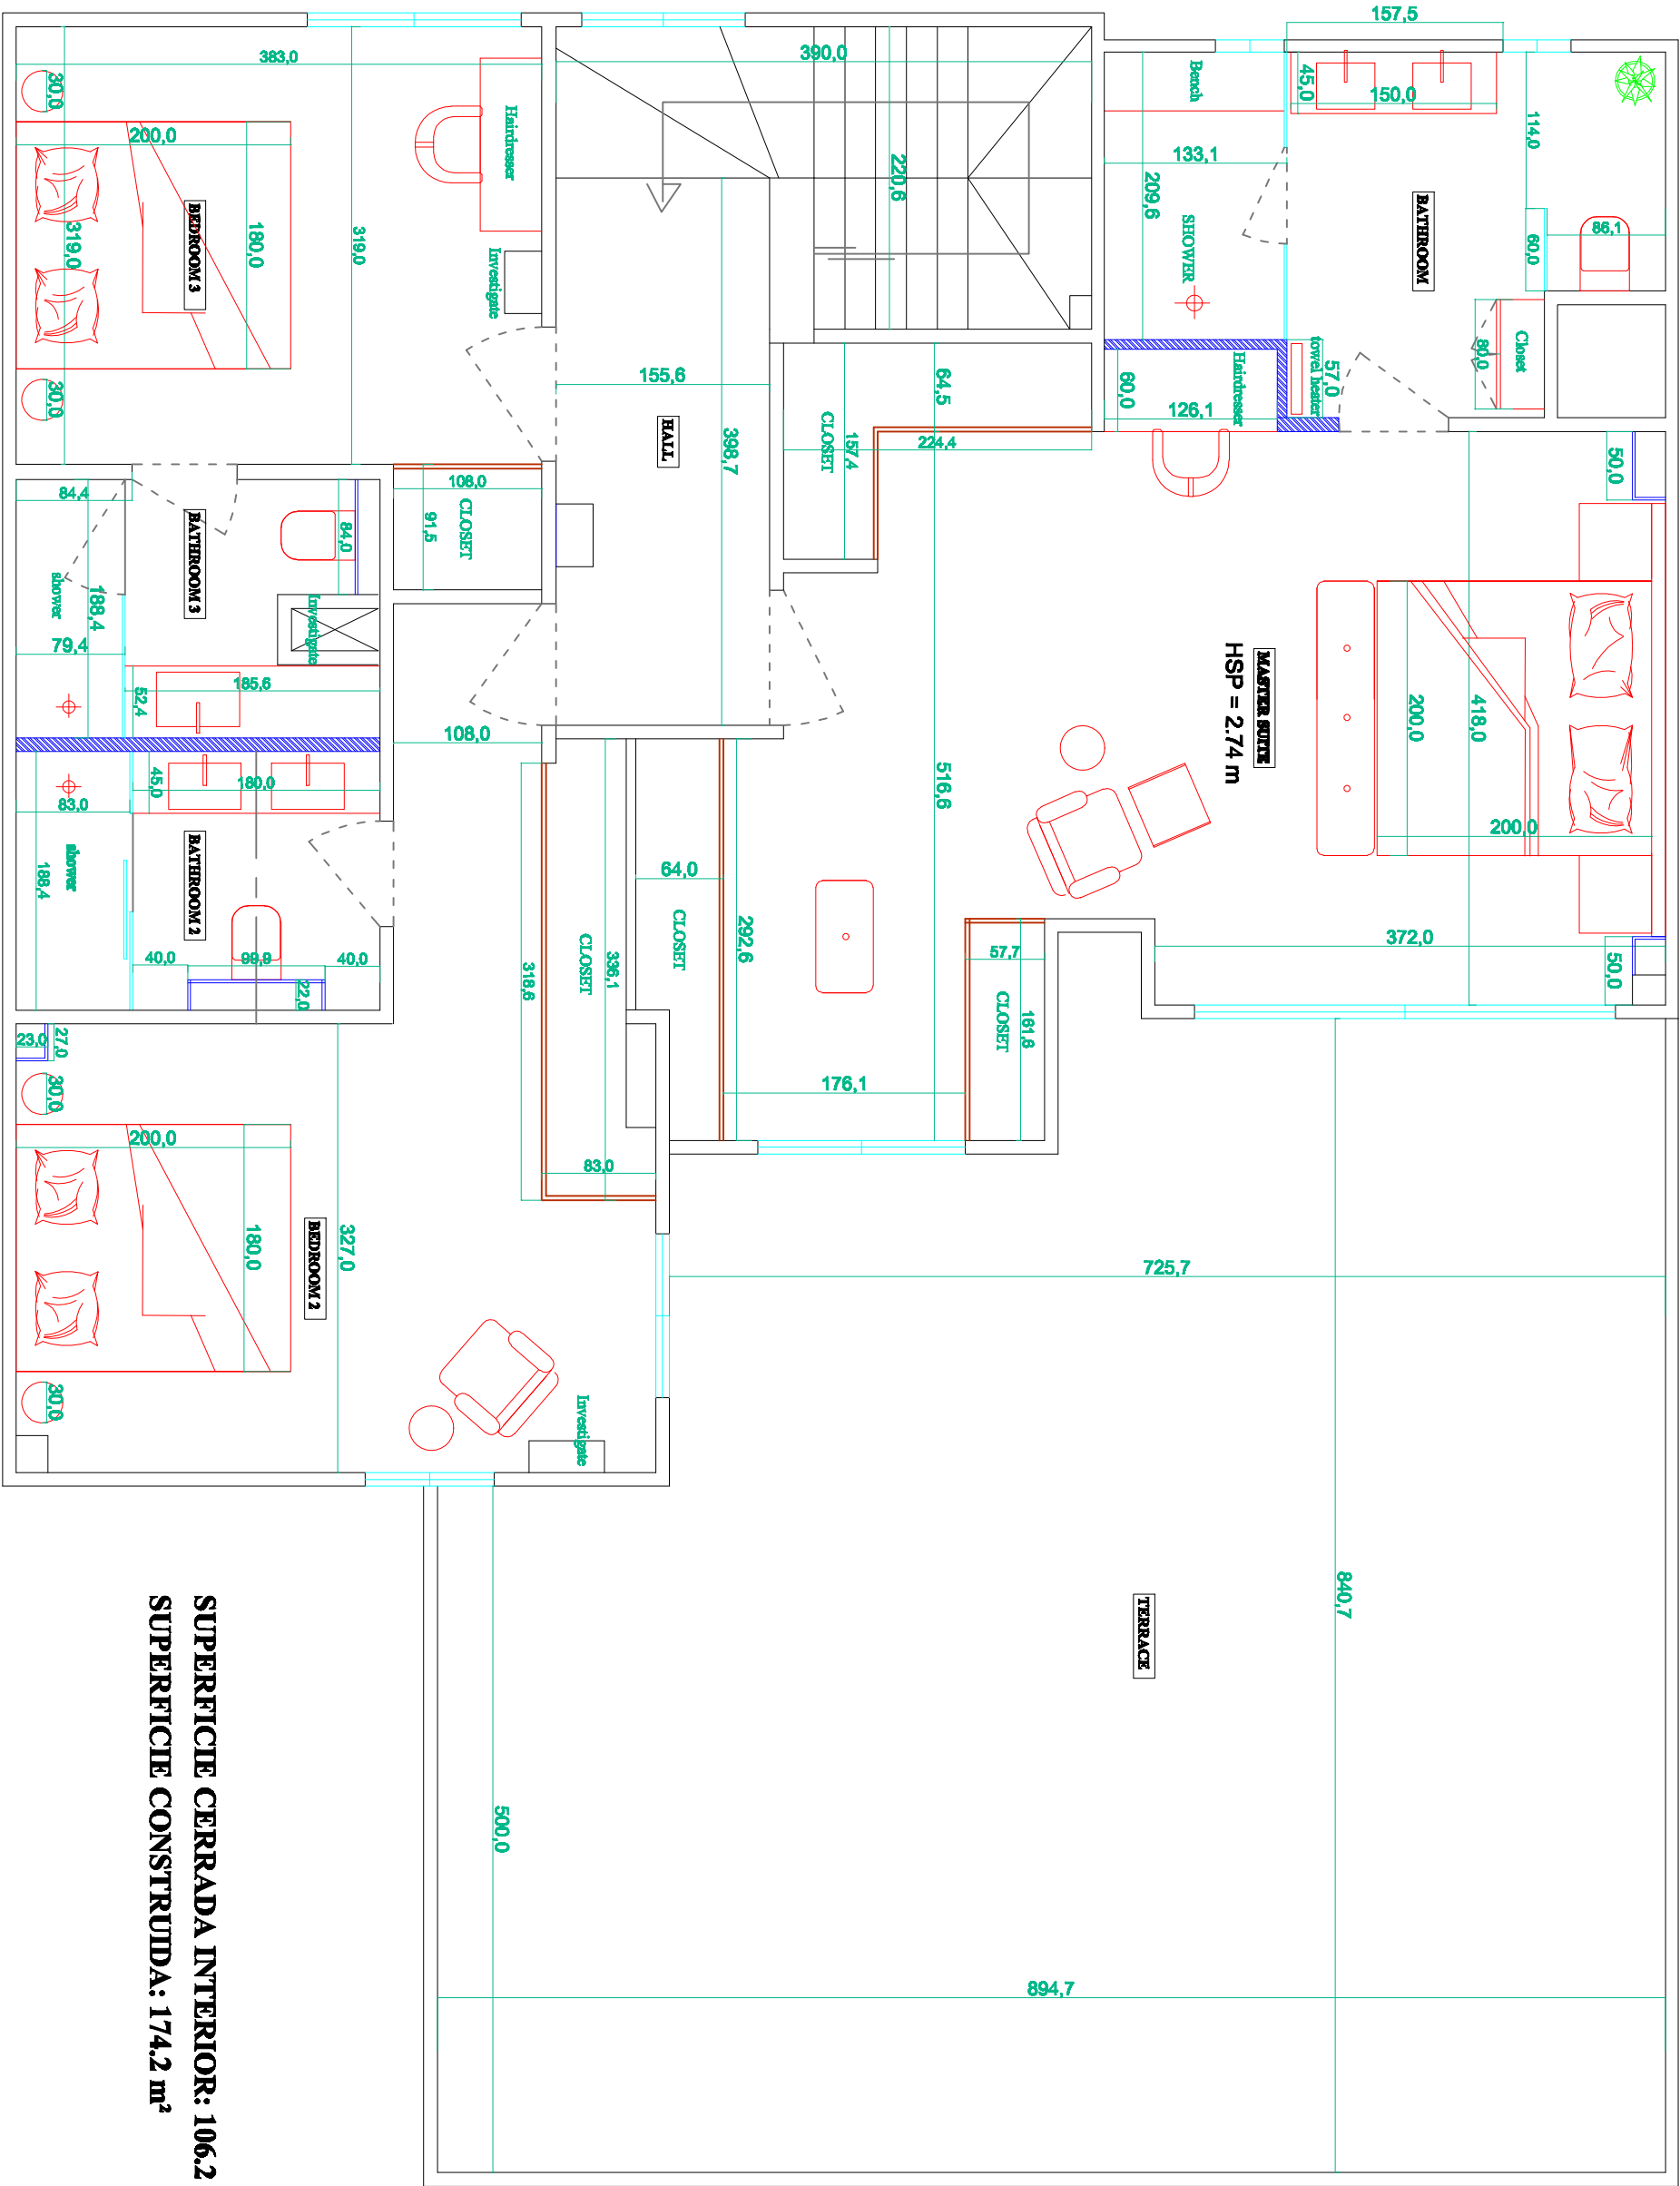 157,5
390,0
383,0
Bench
45,0
150,0
114,0
30,0
Hairdresser
200,0
133,1
220,6
209,6
BATHROOM
86,1
60,0
SHOWER
BEDROOM 3
180,0
319,0
319,0
Investigate
Closet
80,0
towel heater
57,0
Hairdresser
60,0
126,1
64,5
155,6
30,0
HALL
398,7
CLOSET
157,4
224,4
50,0
108,0
CLOSET
91,5
84,4
BATHROOM 3
84,0
shower
188,4
Investigate
79,4
185,6
52,4
MASTER SUITE
HSP = 2.74 m
200,0
418,0
108,0
516,6
45,0
180,0
83,0
200,0
BATHROOM 2
shower
188,4
64,0
CLOSET
292,6
372,0
40,0
99,9
40,0
22,0
CLOSET
336,1
318,6
57,7
CLOSET
161,6
50,0
23,0
27,0
30,0
176,1
200,0
83,0
180,0
BEDROOM 2
327,0
725,7
30,0
Investigate
TERRACE
840,7
500,0
894,7
SUPERFICIE CERRADA INTERIOR: 106.2
SUPERFICIE CONSTRUIDA: 174.2 m²